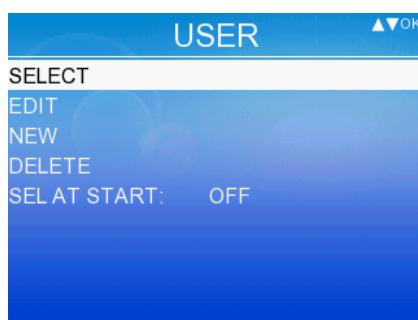 USER ▲▼OK
SELECT
EDIT
NEW
DELETE
SEL AT START: OFF